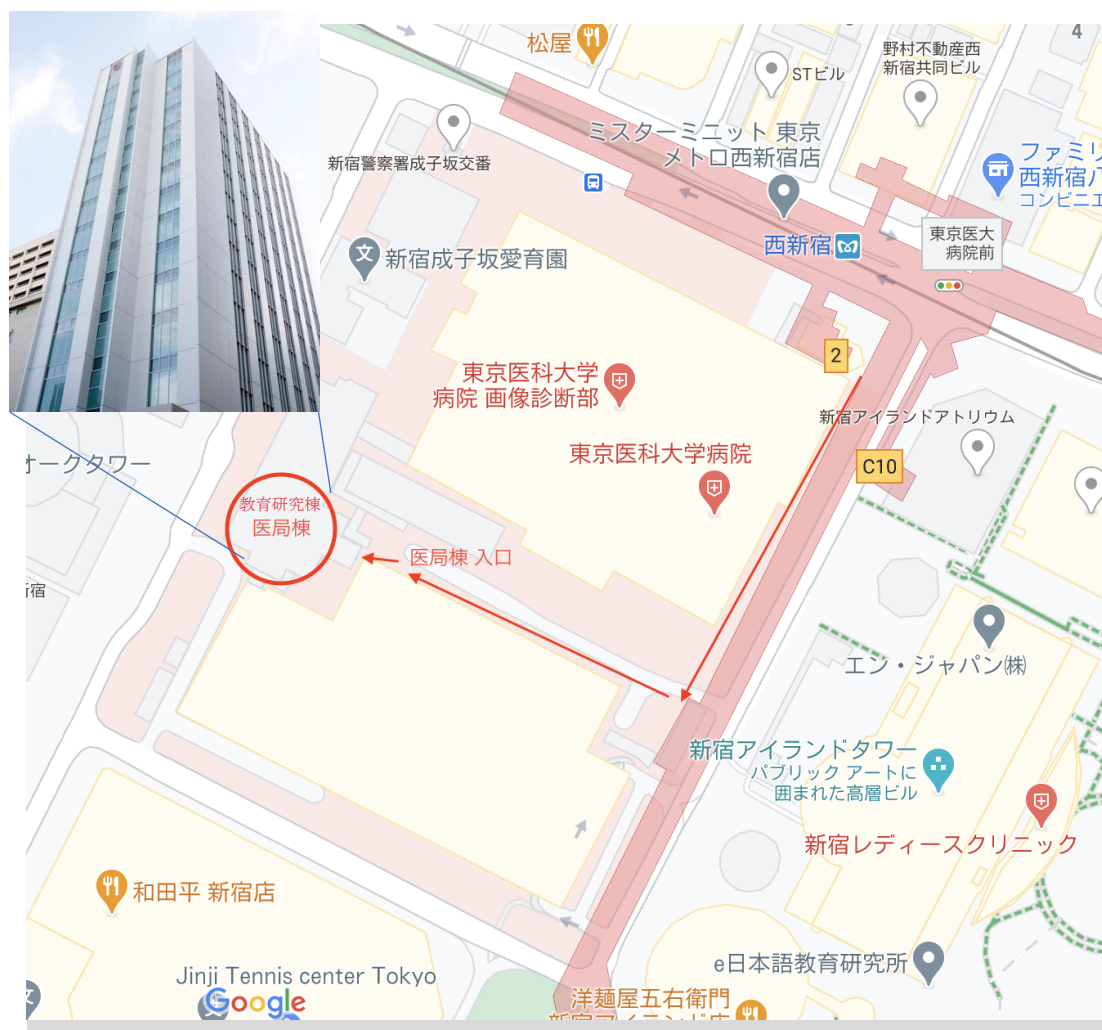 松屋
4
STビル
野村不動産西
新宿共同ビル
ミスターミニット 東京
メトロ西新宿店
新宿警察署成子坂交番
ファミリ
西新宿八
コンビニエ
西新宿
東京医大
病院前
新宿成子坂愛育園
2
東京医科大学
病院 画像診断部
新宿アイランドアトリウム
東京医科大学病院
C10
オークタワー
教育研究棟
医局棟
医局棟 入口
宿
エン・ジャパン㈱
新宿アイランドタワー
パブリック アートに
囲まれた高層ビル
新宿レディースクリニック
和田平 新宿店
e日本語教育研究所
Jinji Tennis center Tokyo
Google
洋麺屋五右衛門
新宿アイランド店